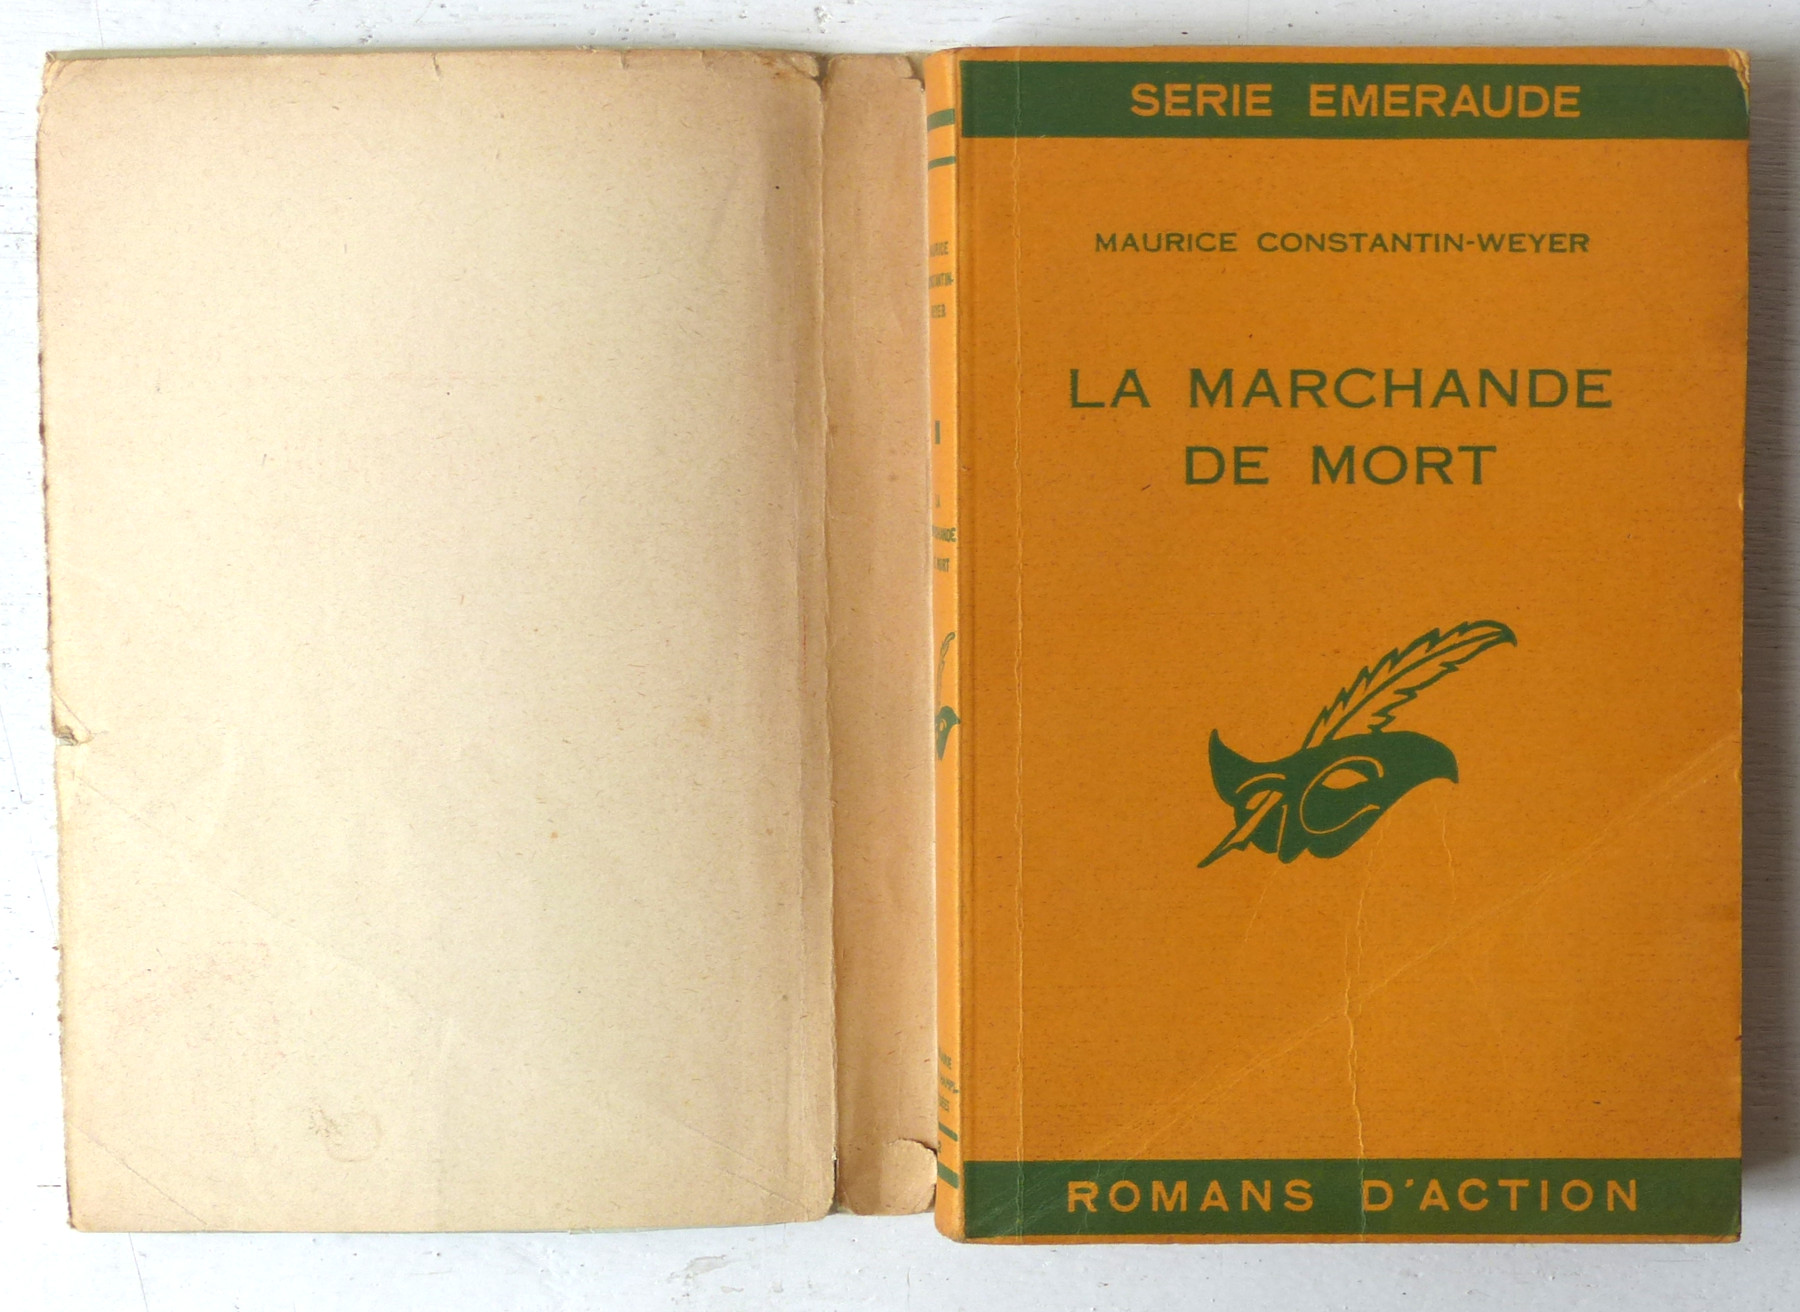 SERIE EMERAUDE
MAURICE CONSTANTIN-WEYER
LA MARCHANDE
DE MORT
ROMANS D'ACTION